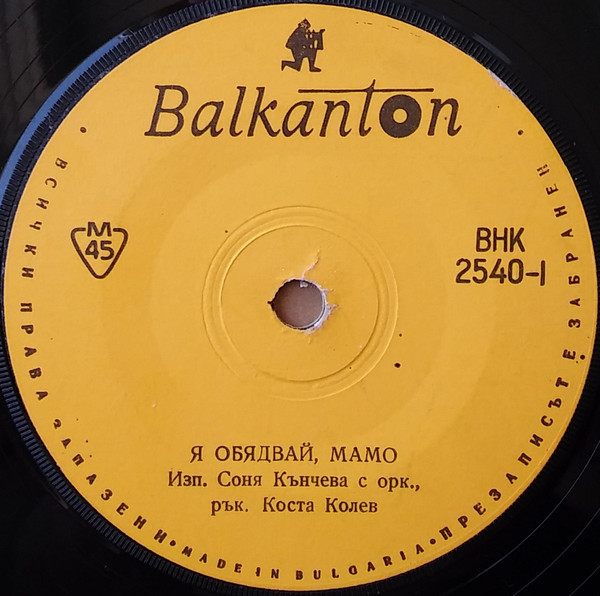 Balkanton
M
45
ВНК
2540-I
Я ОБЯДВАЙ, МАМО
Изп. Соня Кънчева с орк.,
рък. Коста Колев
• ВСИЧКИ ПРАВА ЗАПАЗЕНИ • MADE IN BULGARIA • ПРЕЗАПИСЪТ Е ЗАБРАНЕН •